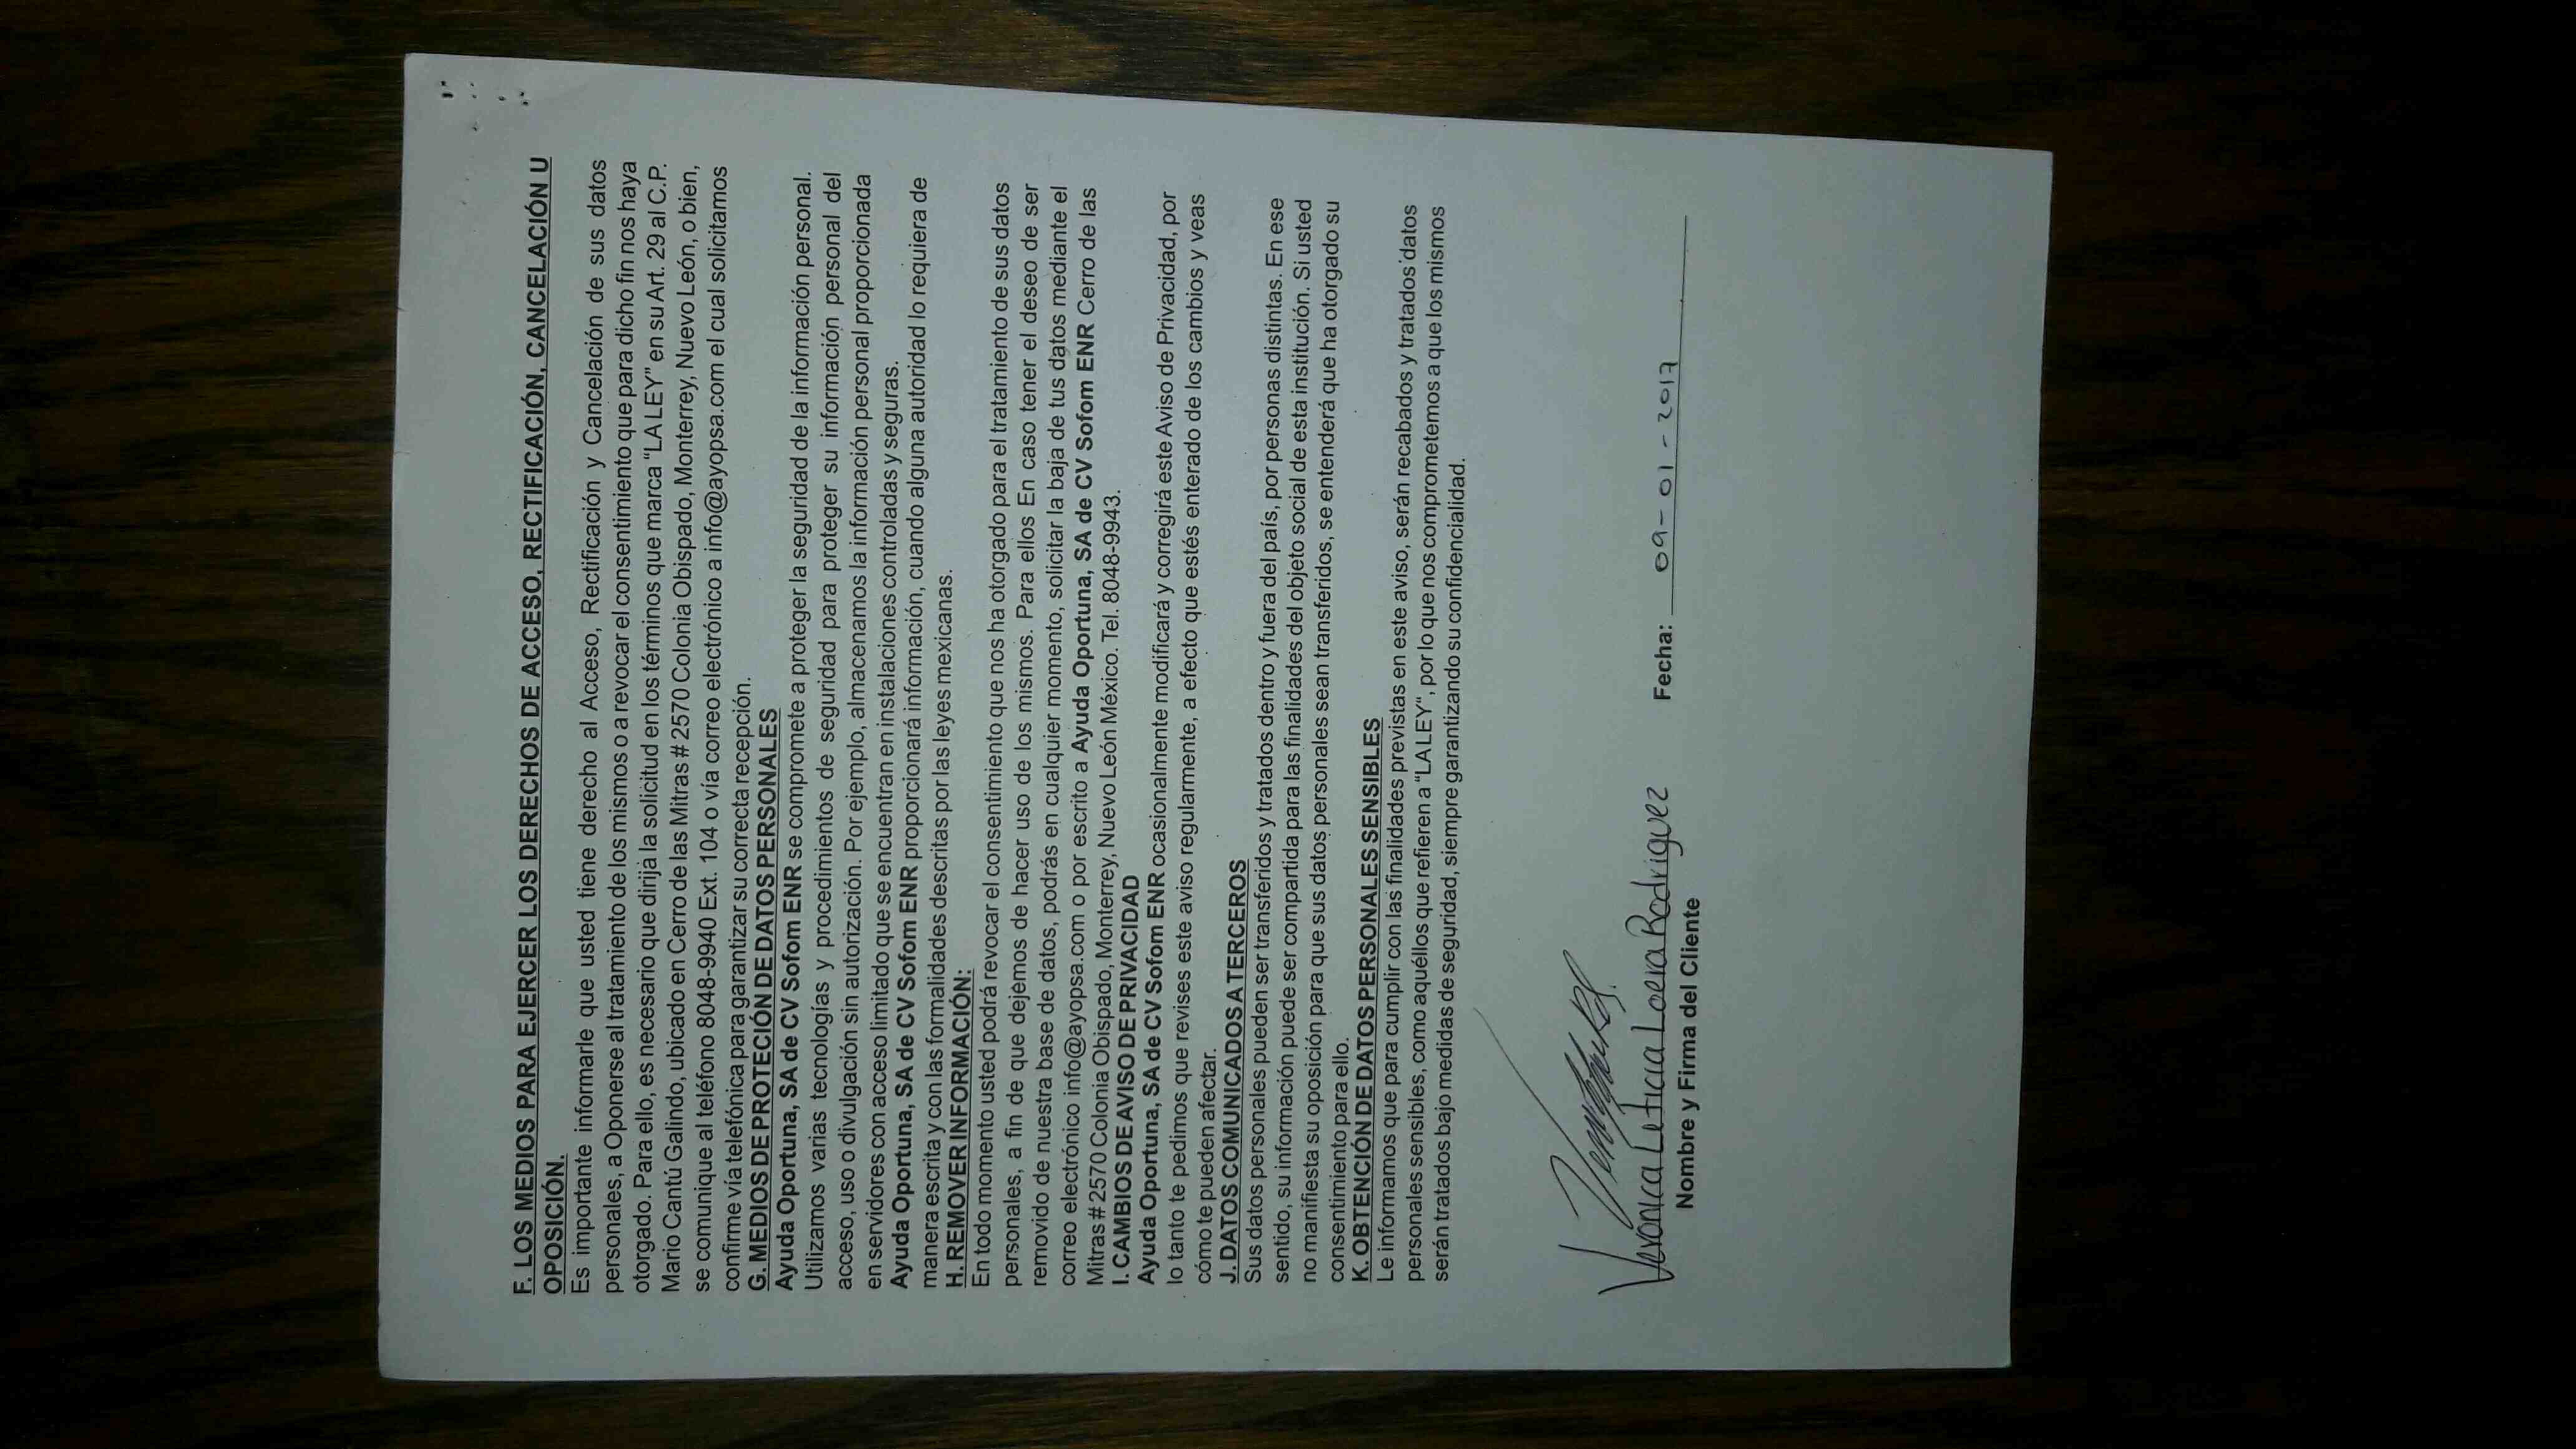 F. LOS MEDIOS PARA EJERCER LOS DERECHOS DE ACCESO, RECTIFICACIÓN, CANCELACIÓN U
OPOSICIÓN.
Es importante informarle que usted tiene derecho al Acceso, Rectificación y Cancelación de sus datos
personales, a Oponerse al tratamiento de los mismos o a revocar el consentimiento que para dicho fin nos haya
otorgado. Para ello, es necesario que dirija la solicitud en los términos que marca "LA LEY" en su Art. 29 al C.P.
Mario Cantú Galindo, ubicado en Cerro de las Mitras # 2570 Colonia Obispado, Monterrey, Nuevo León, o bien,
se comunique al teléfono 8048-9940 Ext. 104 o vía correo electrónico a info@ayopsa.com el cual solicitamos
confirme vía telefónica para garantizar su correcta recepción.
G. MEDIOS DE PROTECIÓN DE DATOS PERSONALES
Ayuda Oportuna, SA de CV Sofom ENR se compromete a proteger la seguridad de la información personal.
Utilizamos varias tecnologías y procedimientos de seguridad para proteger su información personal del
acceso, uso o divulgación sin autorización. Por ejemplo, almacenamos la información personal proporcionada
en servidores con acceso limitado que se encuentran en instalaciones controladas y seguras.
Ayuda Oportuna, SA de CV Sofom ENR proporcionará información, cuando alguna autoridad lo requiera de
manera escrita y con las formalidades descritas por las leyes mexicanas.
H. REMOVER INFORMACIÓN:
En todo momento usted podrá revocar el consentimiento que nos ha otorgado para el tratamiento de sus datos
personales, a fin de que dejemos de hacer uso de los mismos. Para ellos En caso tener el deseo de ser
removido de nuestra base de datos, podrás en cualquier momento, solicitar la baja de tus datos mediante el
correo electrónico info@ayopsa.com o por escrito a Ayuda Oportuna, SA de CV Sofom ENR Cerro de las
Mitras # 2570 Colonia Obispado, Monterrey, Nuevo León México. Tel. 8048-9943.
I. CAMBIOS DE AVISO DE PRIVACIDAD
Ayuda Oportuna, SA de CV Sofom ENR ocasionalmente modificará y corregirá este Aviso de Privacidad, por
lo tanto te pedimos que revises este aviso regularmente, a efecto que estés enterado de los cambios y veas
cómo te pueden afectar.
J. DATOS COMUNICADOS A TERCEROS
Sus datos personales pueden ser transferidos y tratados dentro y fuera del país, por personas distintas. En ese
sentido, su información puede ser compartida para las finalidades del objeto social de esta institución. Si usted
no manifiesta su oposición para que sus datos personales sean transferidos, se entenderá que ha otorgado su
consentimiento para ello.
K. OBTENCIÓN DE DATOS PERSONALES SENSIBLES
Le informamos que para cumplir con las finalidades previstas en este aviso, serán recabados y tratados datos
personales sensibles, como aquéllos que refieren a "LA LEY", por lo que nos comprometemos a que los mismos
serán tratados bajo medidas de seguridad, siempre garantizando su confidencialidad.
Veronica Leticia Loera Rodriguez
Nombre y Firma del Cliente
Fecha: 09-01-2017